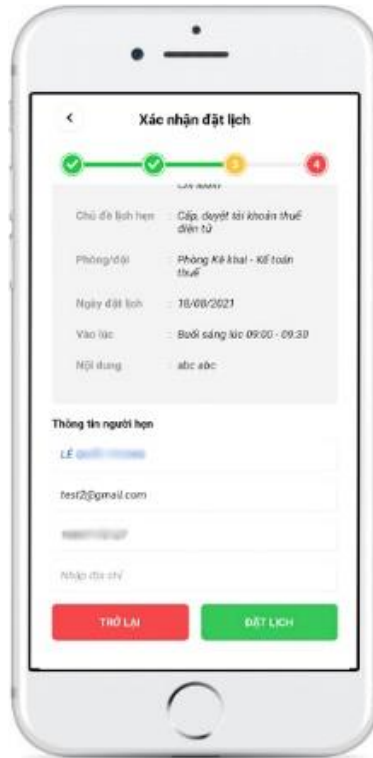 Xác nhận đặt lịch
3 4
Chủ đề lịch hẹn : Cấp, duyệt tài khoản thuế
điện tử
Phòng/đội : Phòng Kê khai - Kế toán
thuế
Ngày đặt lịch : 18/08/2021
Vào lúc : Buổi sáng lúc 09:00 - 09:30
Nội dung : abc abc
Thông tin người hẹn
LÊ
test2@gmail.com
Nhập địa chỉ
TRỞ LẠI ĐẶT LỊCH